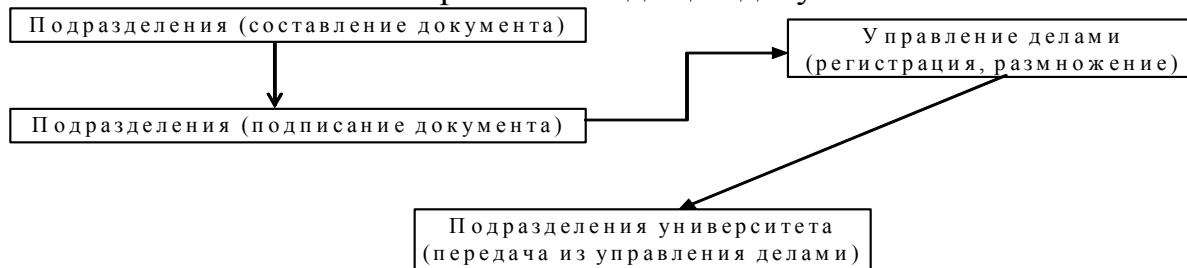 Подразделения (составление документа)
Управление делами
(регистрация, размножение)
Подразделения (подписание документа)
Подразделения университета
(передача из управления делами)